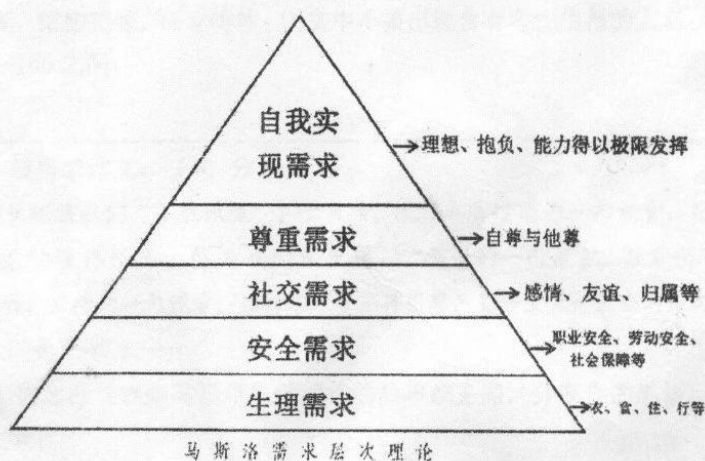 自我实
现需求
→理想、抱负、能力得以极限发挥
尊重需求
→自尊与他尊
社交需求
→感情、友谊、归属等
安全需求
→职业安全、劳动安全、
社会保障等
生理需求
→衣、食、住、行等
马斯洛需求层次理论